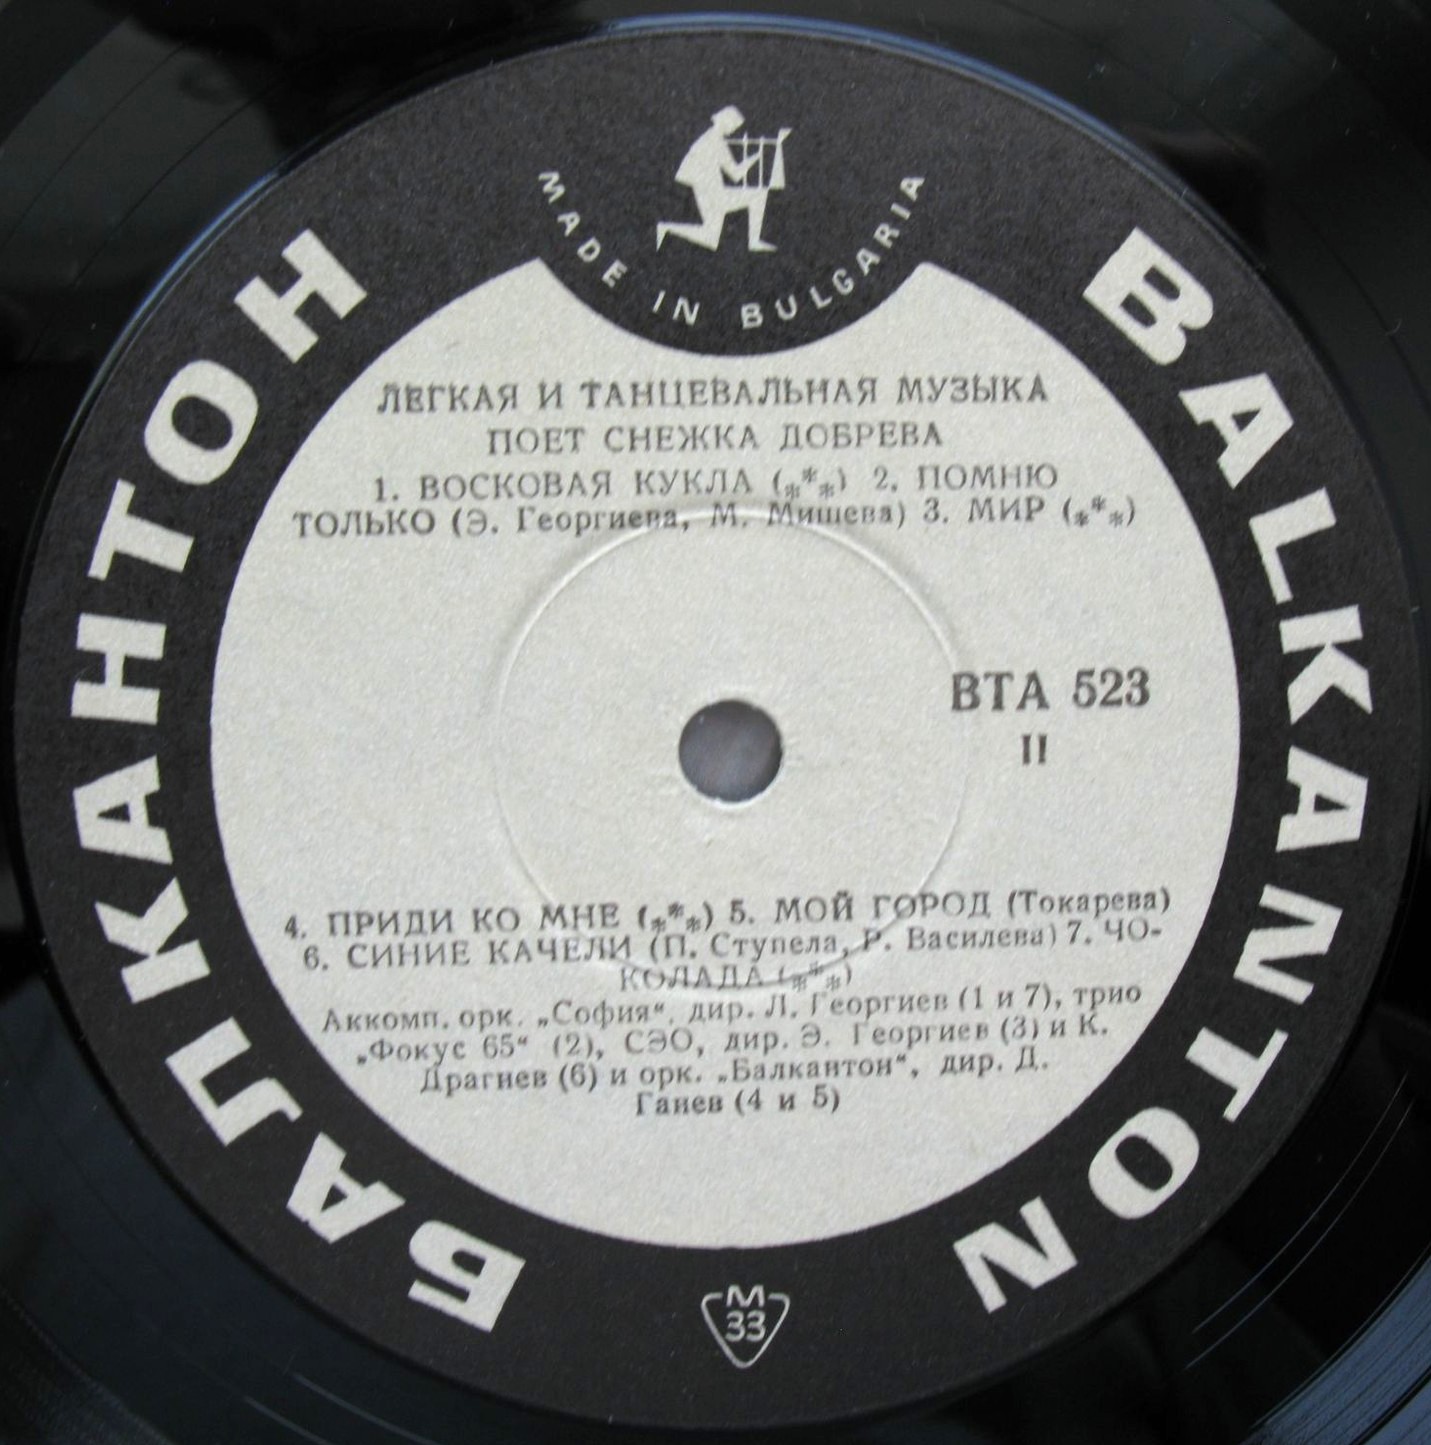 MADE IN BULGARIA
БАЛКАНТОН
BALKANTON
ЛЕГКАЯ И ТАНЦЕВАЛЬНАЯ МУЗЫКА
ПОЕТ СНЕЖКА ДОБРЕВА
1. ВОСКОВАЯ КУКЛА (***) 2. ПОМНЮ
ТОЛЬКО (Э. Георгиева, М. Мишева) 3. МИР (***)
ВТА 523
II
4. ПРИДИ КО МНЕ (***) 5. МОЙ ГОРОД (Токарева)
6. СИНИЕ КАЧЕЛИ (П. Ступела, Р. Василева) 7. ЧО-
КОЛАДА (***)
Аккомп. орк. „София“, дир. Л. Георгиев (1 и 7), трио
„Фокус 65“ (2), СЭО, дир. Э. Георгиев (3) и К.
Драгнев (6) и орк. „Балкантон“, дир. Д.
Ганев (4 и 5)
М
33